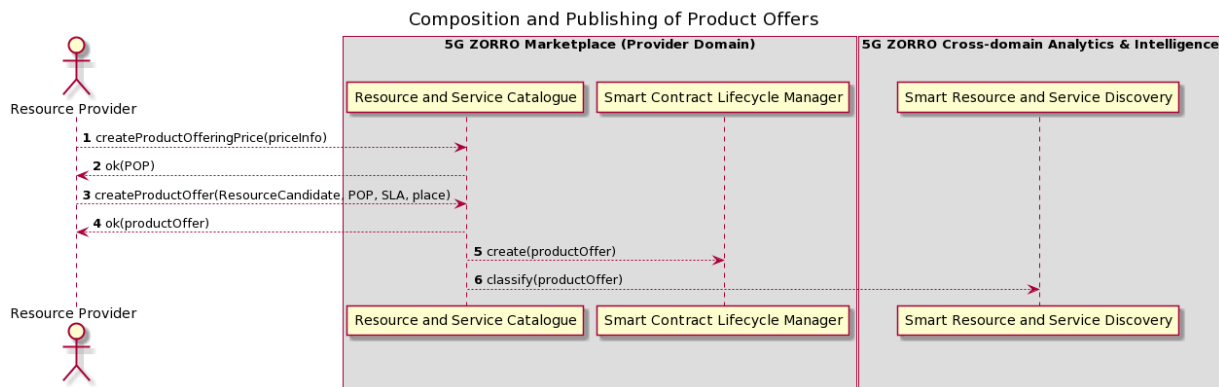 Composition and Publishing of Product Offers
5G ZORRO Marketplace (Provider Domain)
5G ZORRO Cross-domain Analytics & Intelligence
Resource Provider
Resource and Service Catalogue
Smart Contract Lifecycle Manager
Smart Resource and Service Discovery
1 createProductOfferingPrice(priceInfo)
2 ok(POP)
3 createProductOffer(ResourceCandidate, POP, SLA, place)
4 ok(productOffer)
5 create(productOffer)
6 classify(productOffer)
Resource Provider
Resource and Service Catalogue
Smart Contract Lifecycle Manager
Smart Resource and Service Discovery